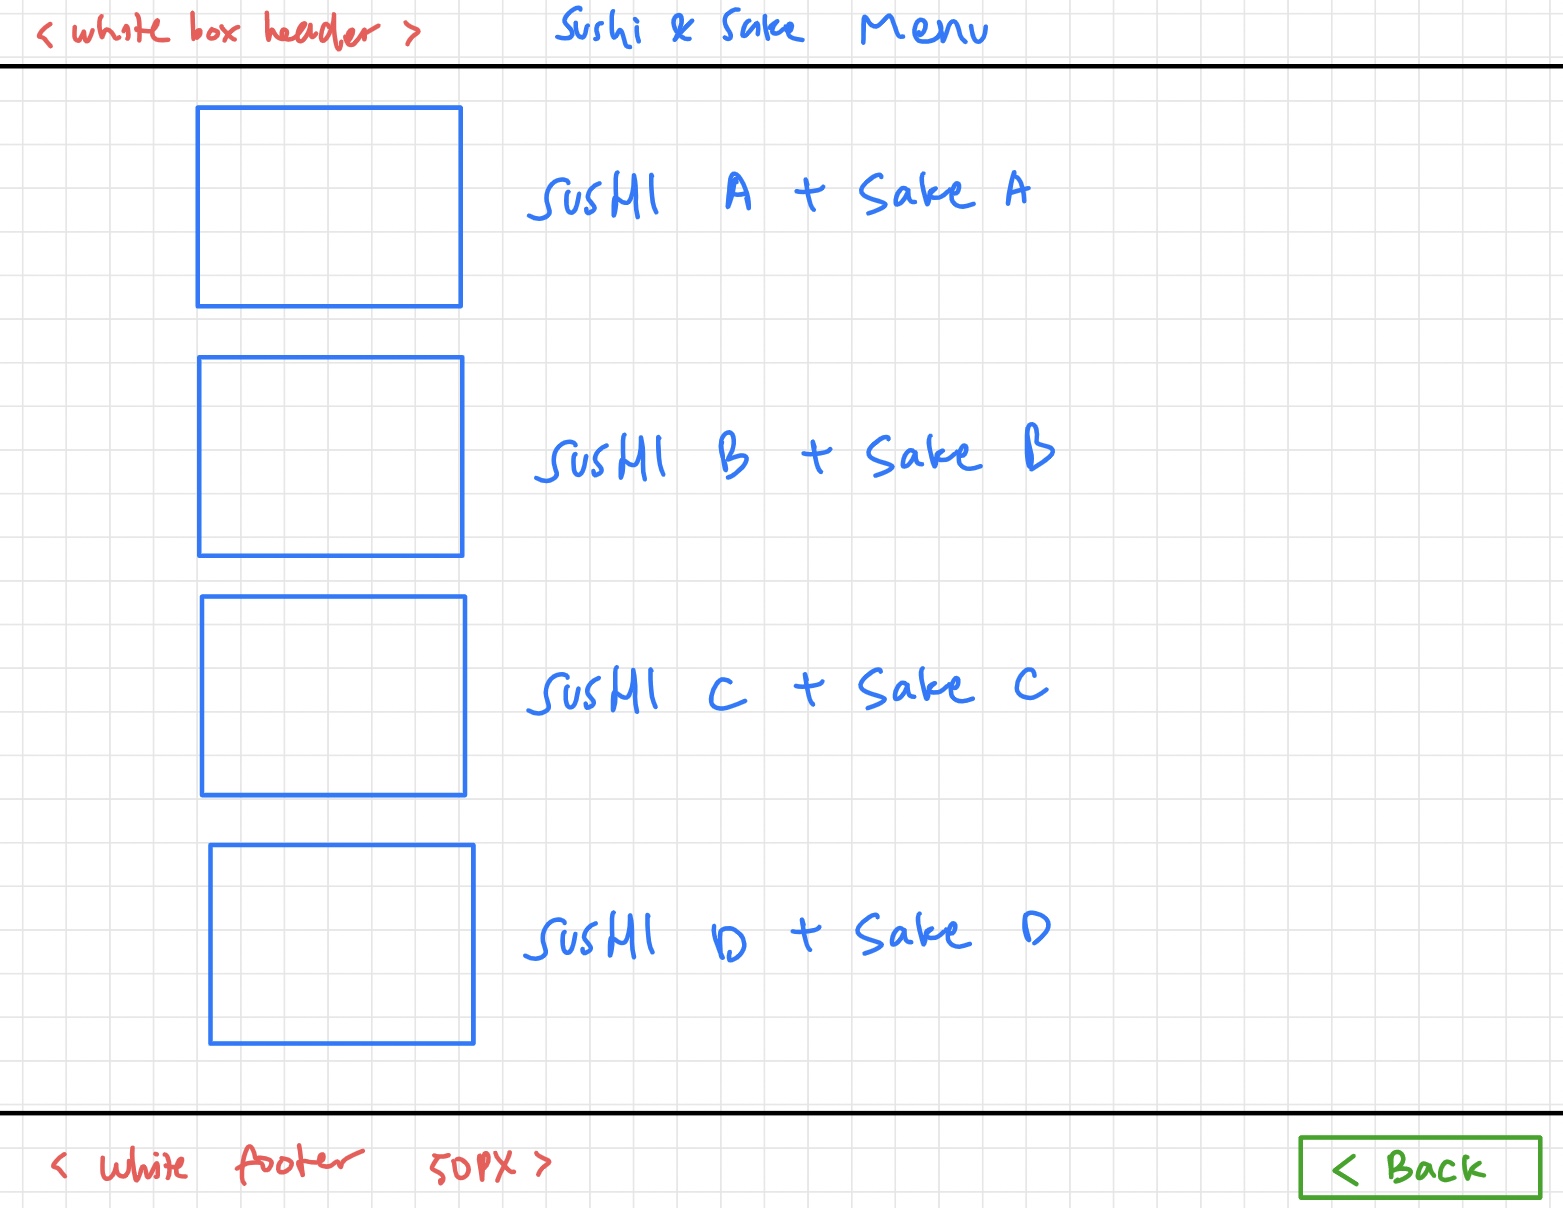 < white box header > Sushi & Sake Menu
SUSHI A + Sake A
SUSHI B + Sake B
SUSHI C + Sake C
SUSHI D + Sake D
< white footer 50px >
< Back